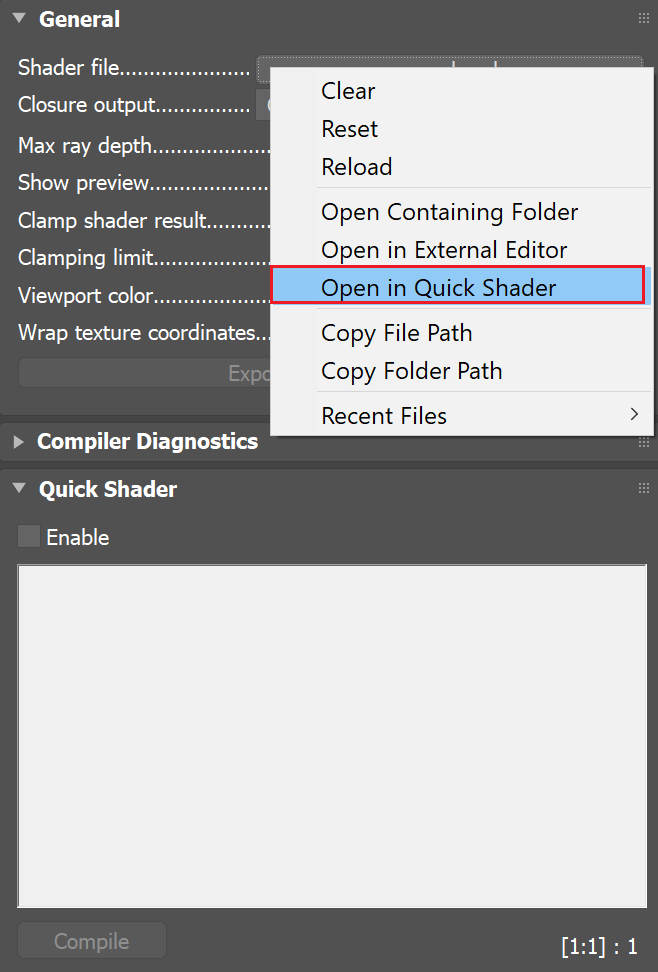 General
Shader file......................
Clear
Closure output................
Reset
Max ray depth....................
Reload
Show preview....................
Open Containing Folder
Clamp shader result...........
Open in External Editor
Clamping limit....................
Open in Quick Shader
Viewport color....................
Wrap texture coordinates...
Copy File Path
Copy Folder Path
Recent Files
Compiler Diagnostics
Quick Shader
Enable
Compile
[1:1] : 1